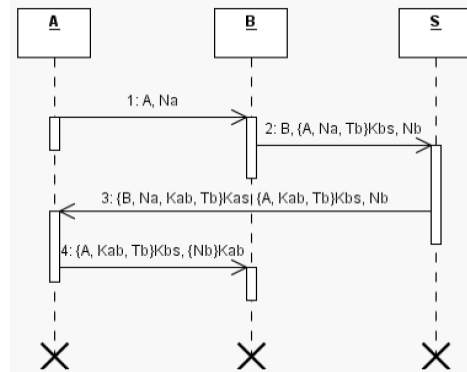 A
B
S
1: A, Na
2: B, {A, Na, Tb}Kbs, Nb
3: {B, Na, Kab, Tb}Kas, {A, Kab, Tb}Kbs, Nb
4: {A, Kab, Tb}Kbs, {Nb}Kab